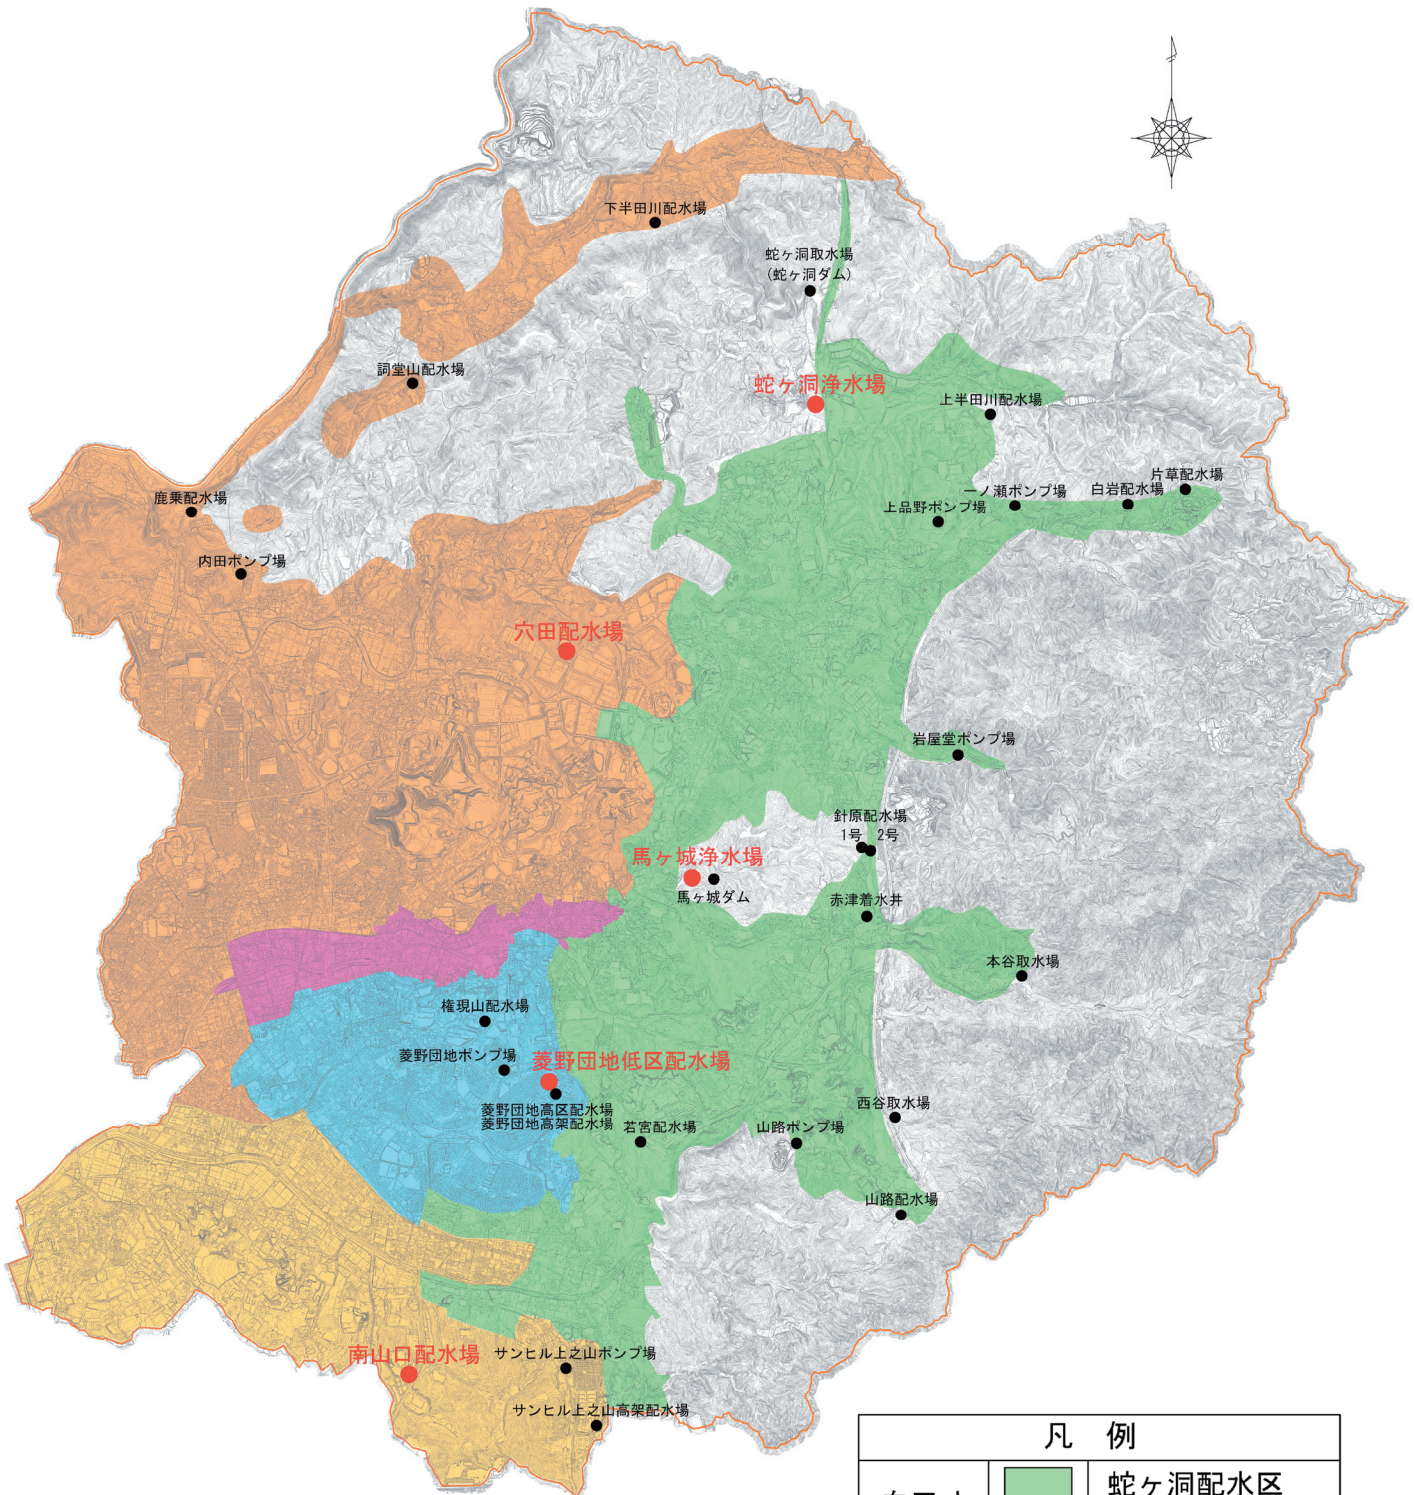 下半田川配水場
蛇ヶ洞取水場
(蛇ヶ洞ダム)
詞堂山配水場
蛇ヶ洞浄水場
上半田川配水場
片草配水場
白岩配水場
一ノ瀬ポンプ場
上品野ポンプ場
鹿乗配水場
内田ポンプ場
穴田配水場
岩屋堂ポンプ場
針原配水場
1号 2号
馬ヶ城浄水場
馬ヶ城ダム
赤津着水井
本谷取水場
権現山配水場
菱野団地ポンプ場
菱野団地低区配水場
菱野団地高区配水場
菱野団地高架配水場
若宮配水場
山路ポンプ場
西谷取水場
山路配水場
南山口配水場
サンヒル上之山ポンプ場
サンヒル上之山高架配水場
凡 例
蛇ヶ洞配水区